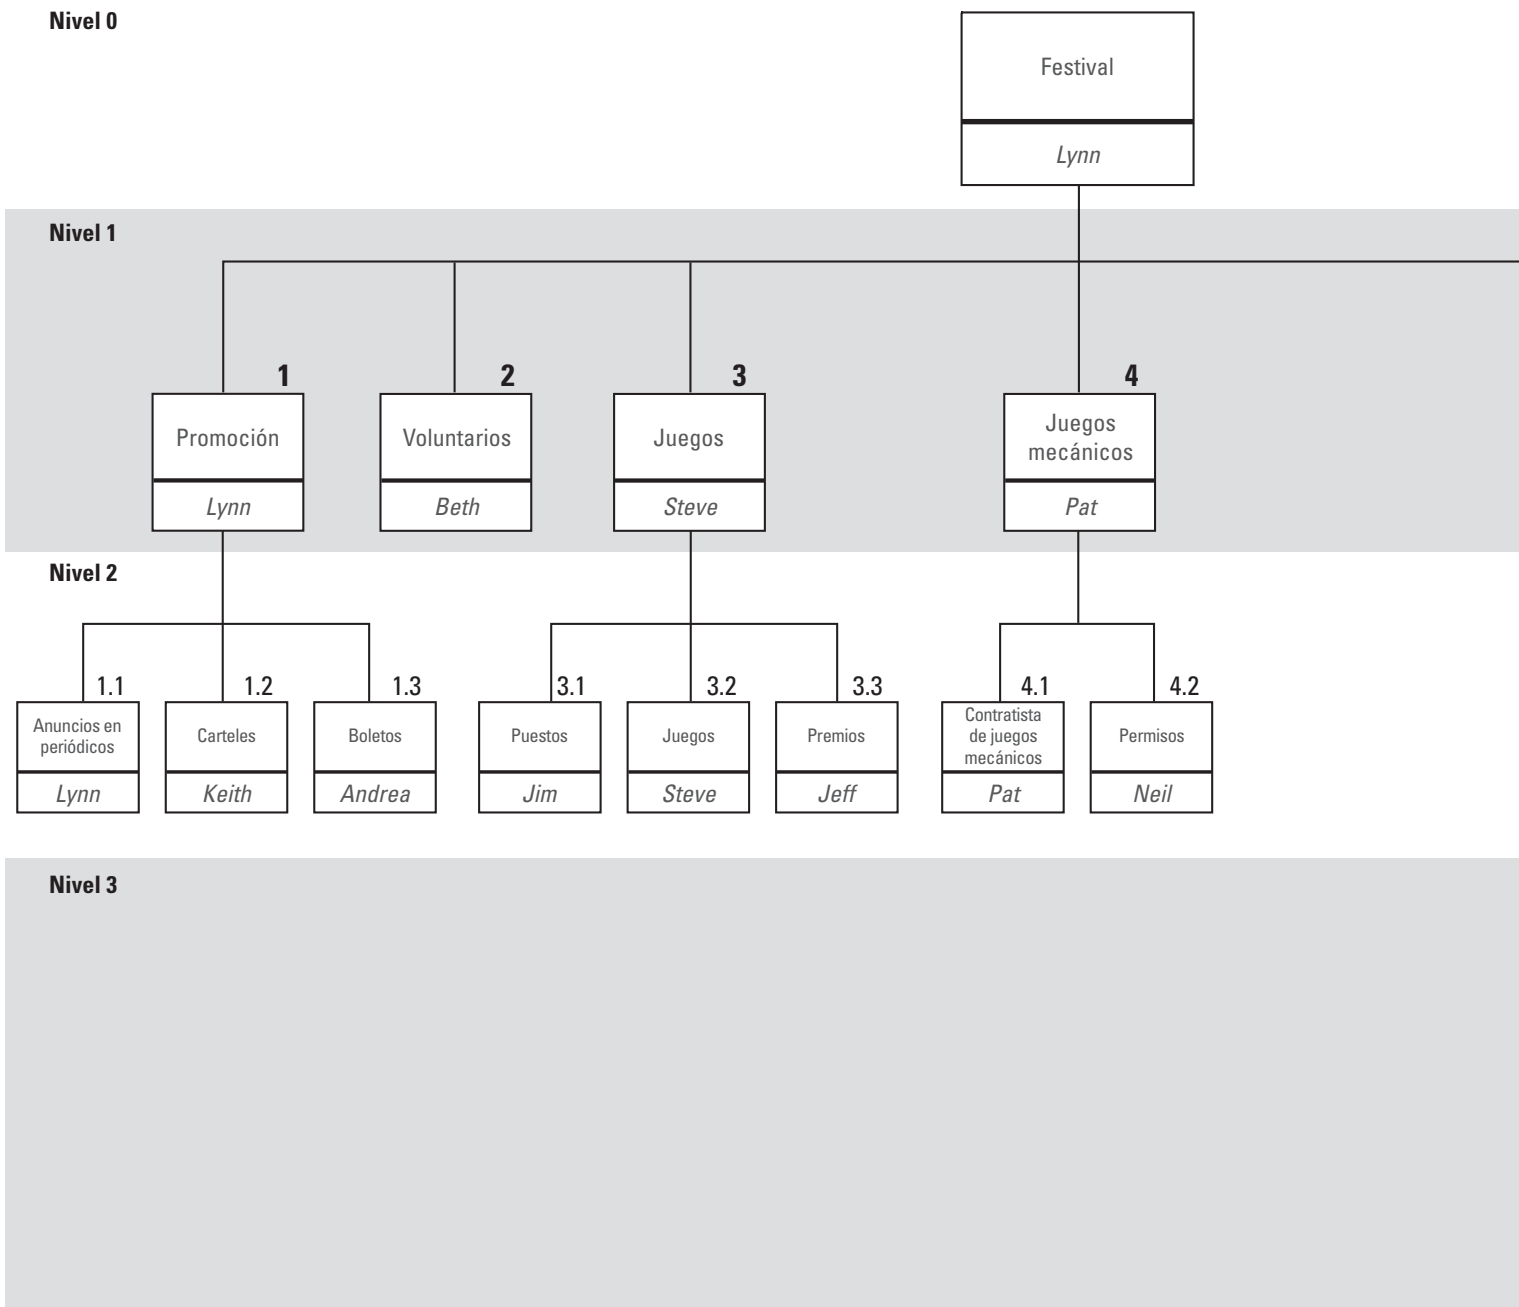 Nivel 0
Festival
Lynn
Nivel 1
1
2
3
4
Promoción
Voluntarios
Juegos
Juegos
mecánicos
Lynn
Beth
Steve
Pat
Nivel 2
1.1
1.2
1.3
3.1
3.2
3.3
4.1
4.2
Anuncios en
periódicos
Carteles
Boletos
Puestos
Juegos
Premios
Contratista
de juegos
mecánicos
Permisos
Lynn
Keith
Andrea
Jim
Steve
Jeff
Pat
Neil
Nivel 3